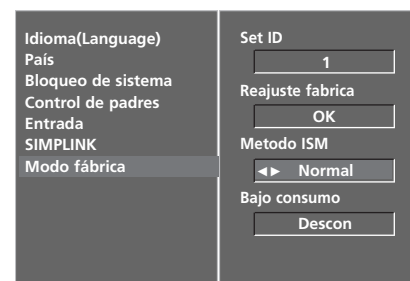 Idioma(Language)
País
Bloqueo de sistema
Control de padres
Entrada
SIMPLINK
Modo fábrica
Set ID
1
Reajuste fabrica
OK
Metodo ISM
◄► Normal
Bajo consumo
Descon